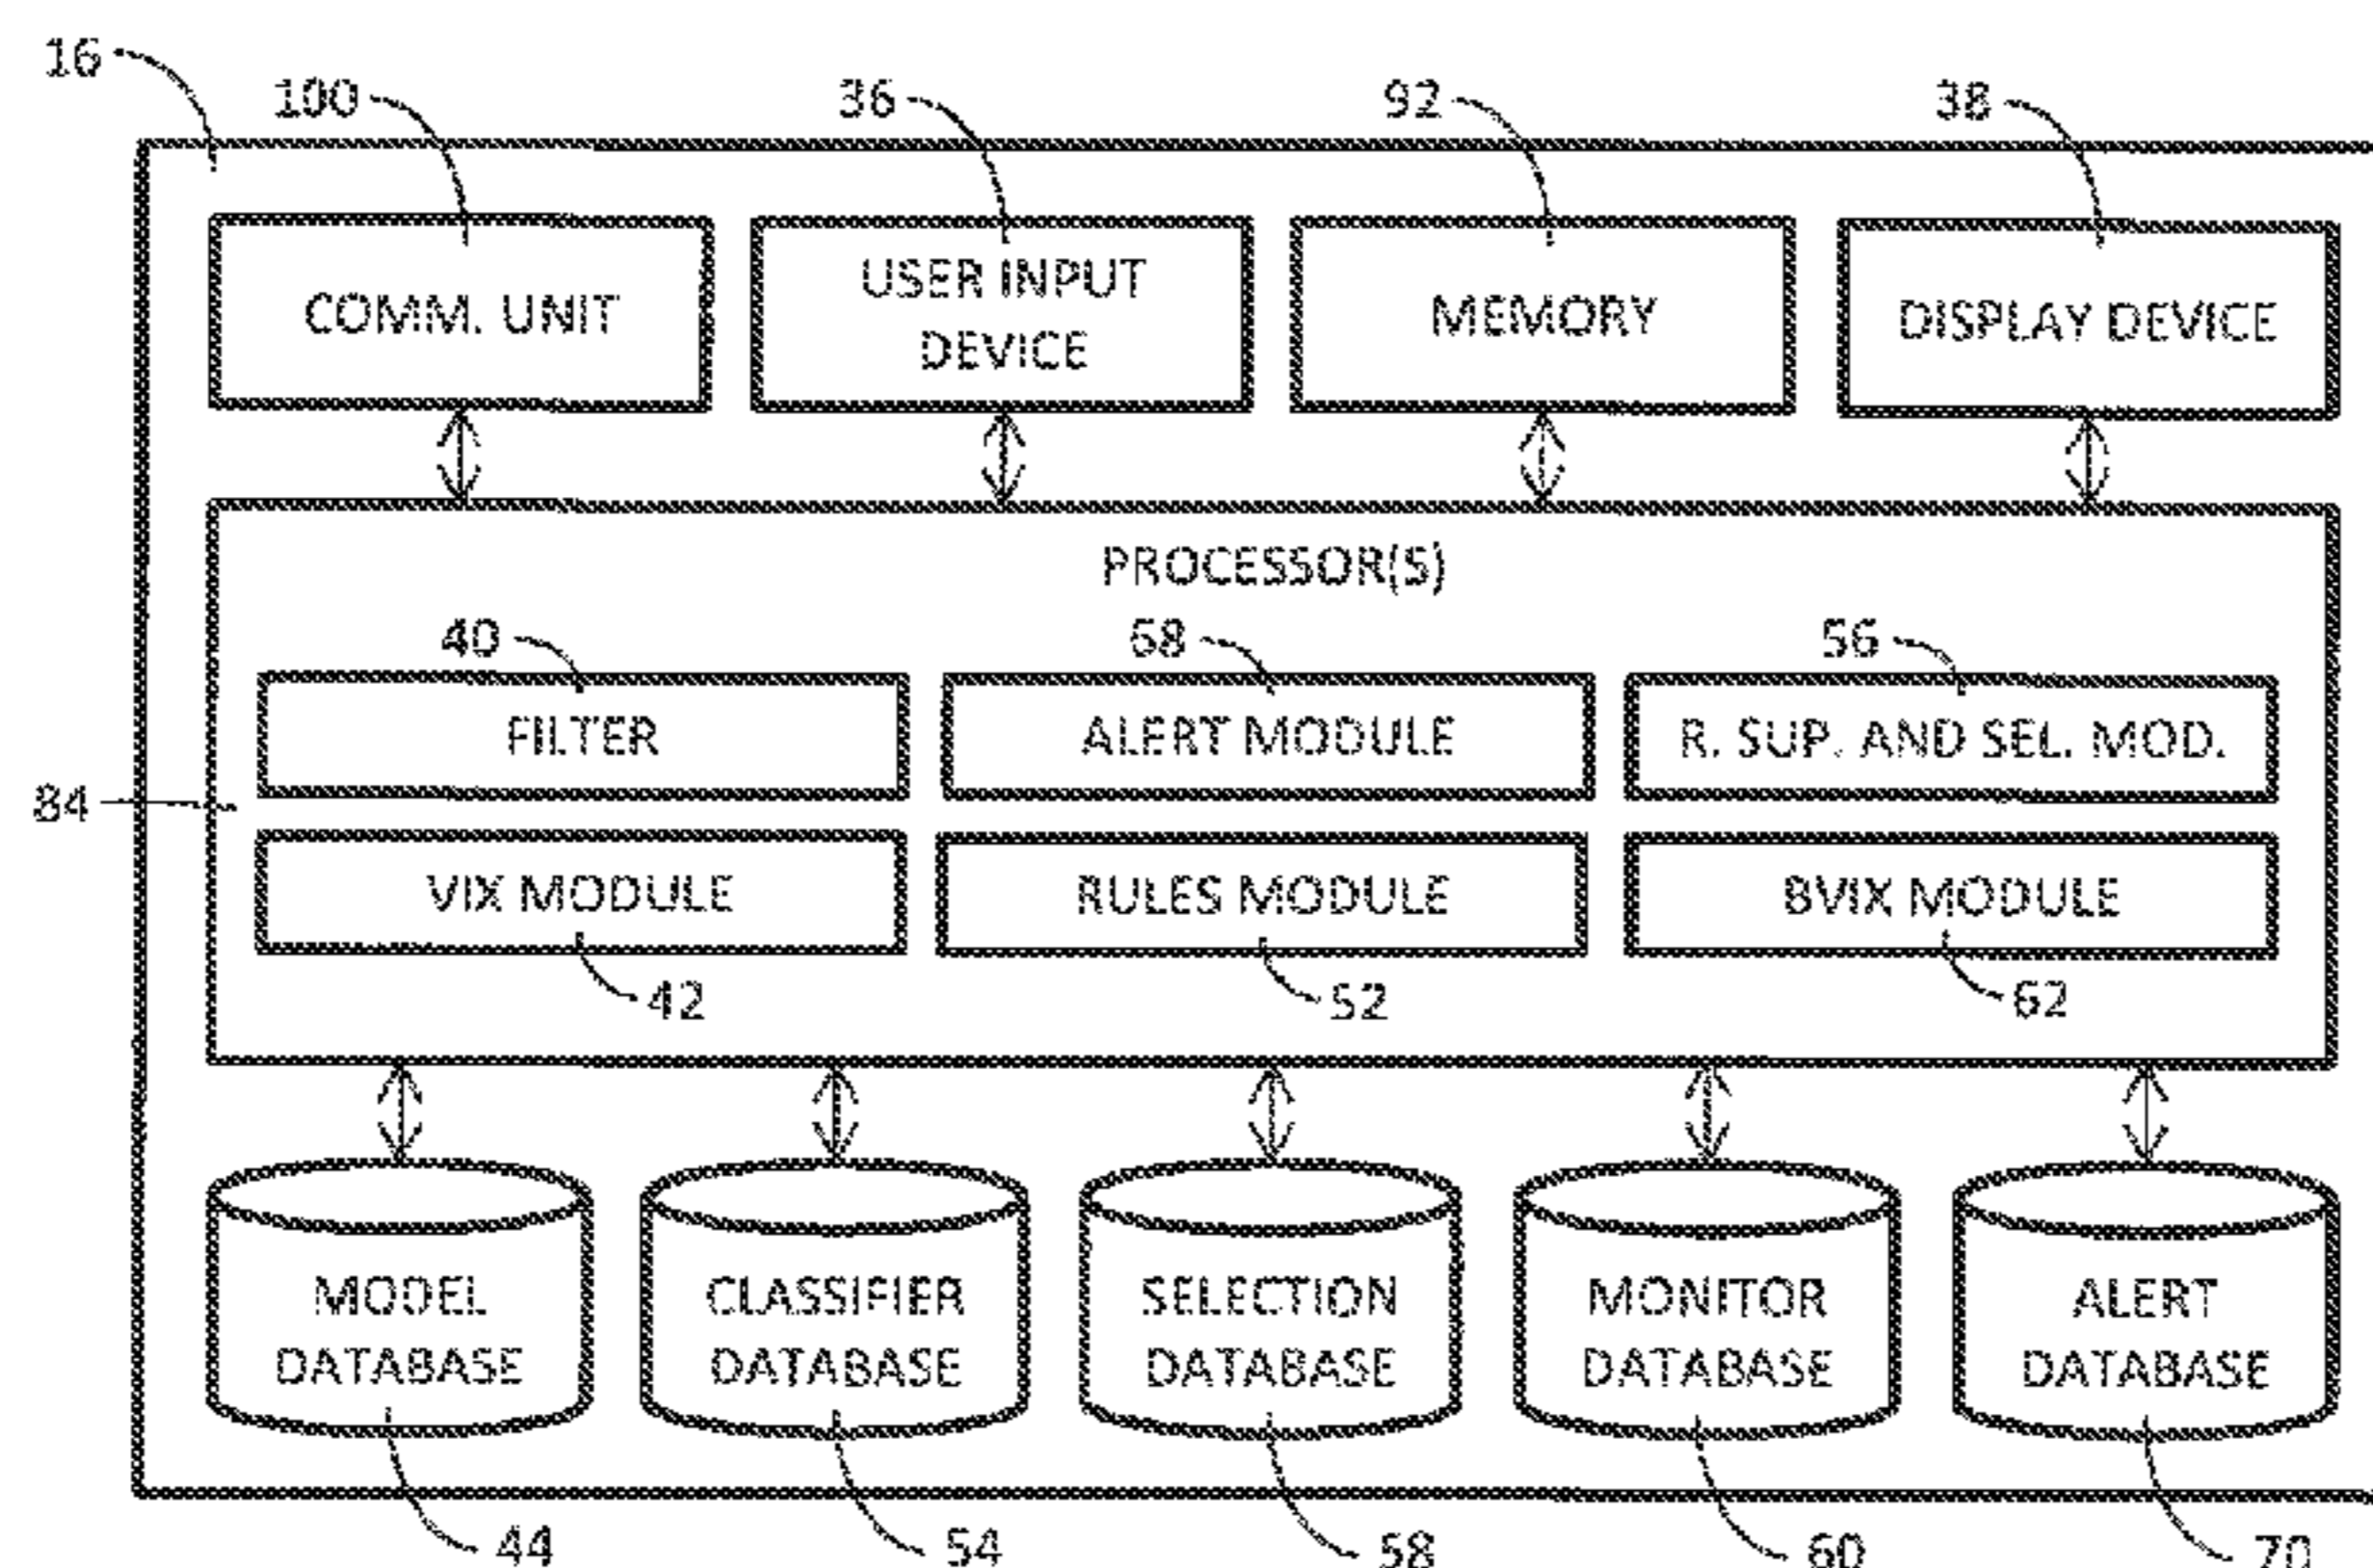 16
100
36
92
38
COMM. UNIT
USER INPUT
DEVICE
MEMORY
DISPLAY DEVICE
PROCESSOR(S)
40
68
56
FILTER
ALERT MODULE
R. SUP. AND SEL. MOD.
84
VIX MODULE
RULES MODULE
BVIX MODULE
42
52
62
MODEL
DATABASE
CLASSIFIER
DATABASE
SELECTION
DATABASE
MONITOR
DATABASE
ALERT
DATABASE
44
54
58
60
70